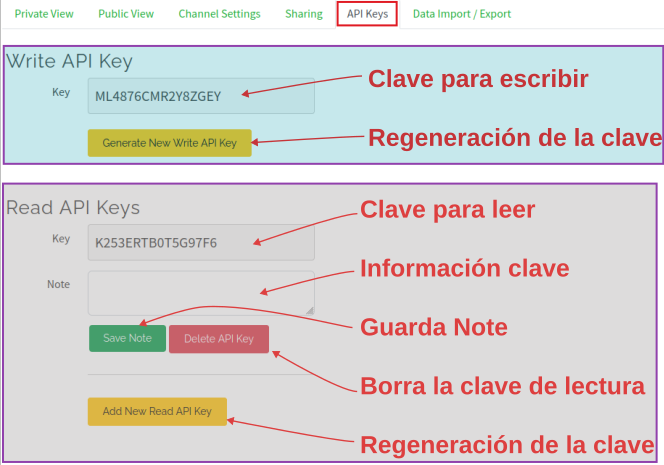 Private View Public View Channel Settings Sharing API Keys Data Import / Export
Write API Key
Key ML4876CMR2Y8ZGEY Clave para escribir
Generate New Write API Key Regeneración de la clave
Read API Keys
Key K253ERTB0T5G97F6 Clave para leer
Note Información clave
Guarda Note
Save Note Delete API Key
Borra la clave de lectura
Add New Read API Key
Regeneración de la clave